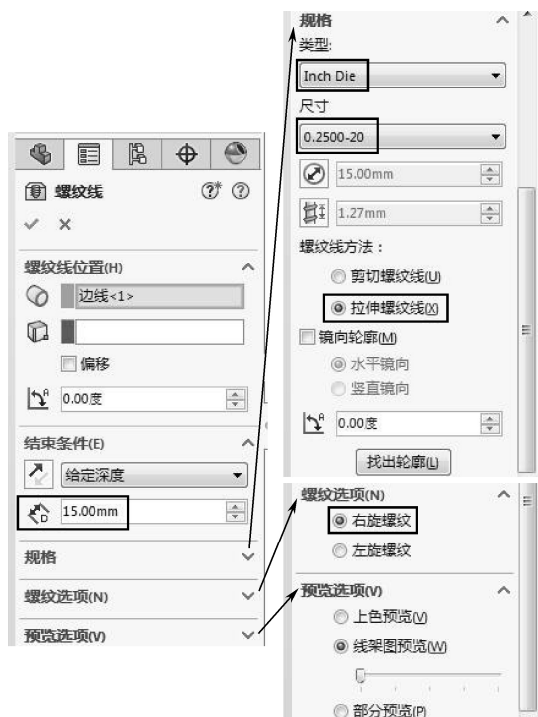 螺纹线
螺纹线位置(H)
边线<1>
偏移
0.00度
结束条件(E)
给定深度
15.00mm
规格
螺纹选项(N)
预览选项(V)
规格
类型:
Inch Die
尺寸
0.2500-20
15.00mm
1.27mm
螺纹线方法：
剪切螺纹线(U)
拉伸螺纹线(X)
镜向轮廓(M)
水平镜向
竖直镜向
0.00度
找出轮廓(L)
螺纹选项(N)
右旋螺纹
左旋螺纹
预览选项(V)
上色预览(V)
线架图预览(W)
部分预览(P)